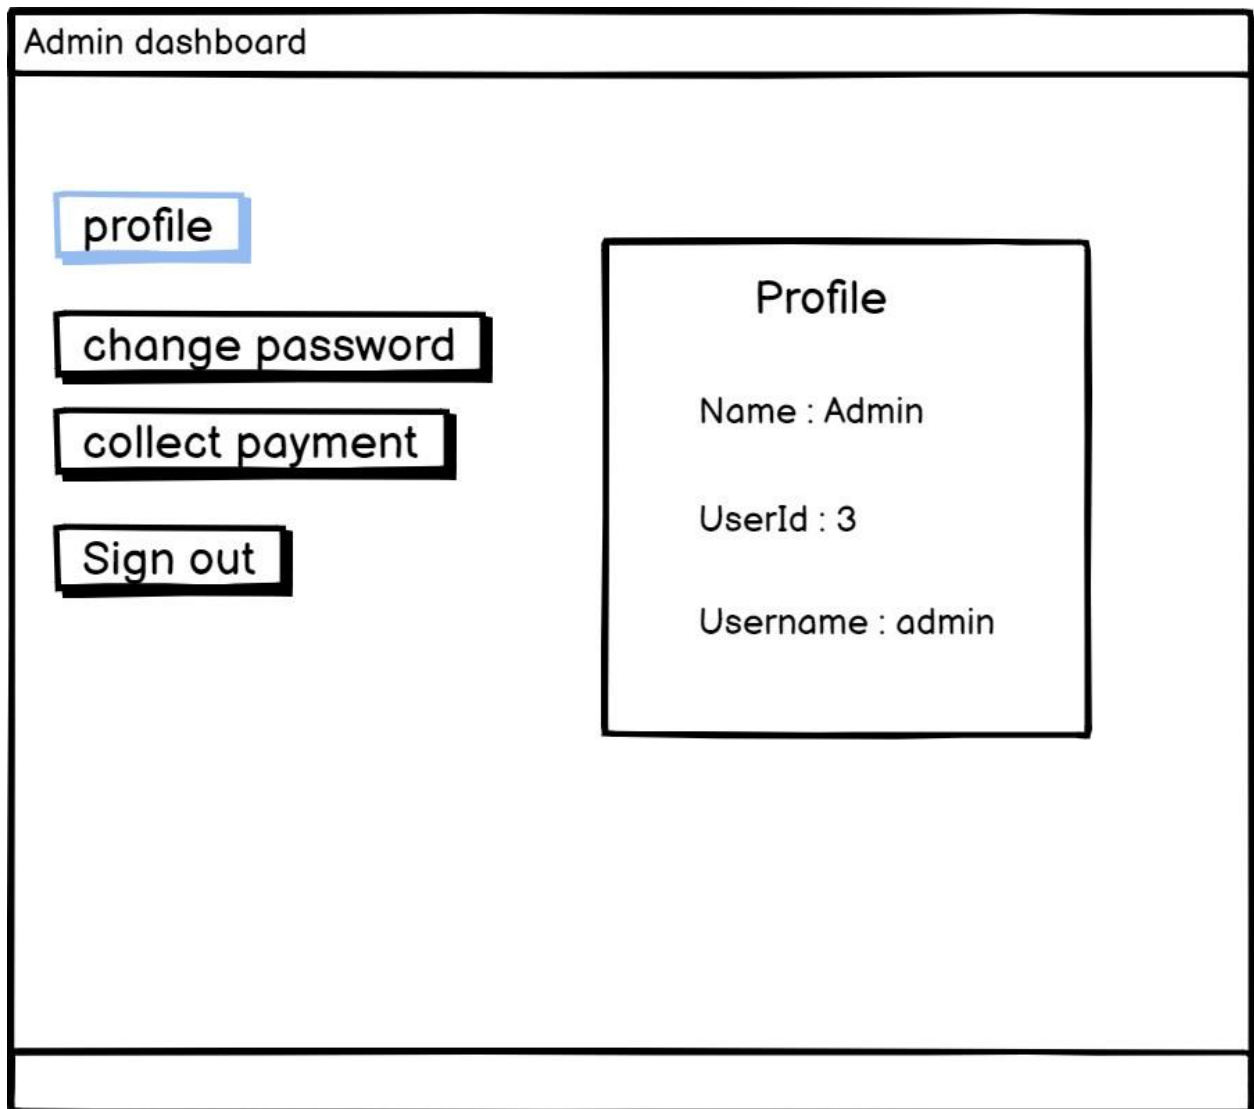 Admin dashboard
profile
change password
collect payment
Sign out
Profile
Name : Admin
UserId : 3
Username : admin